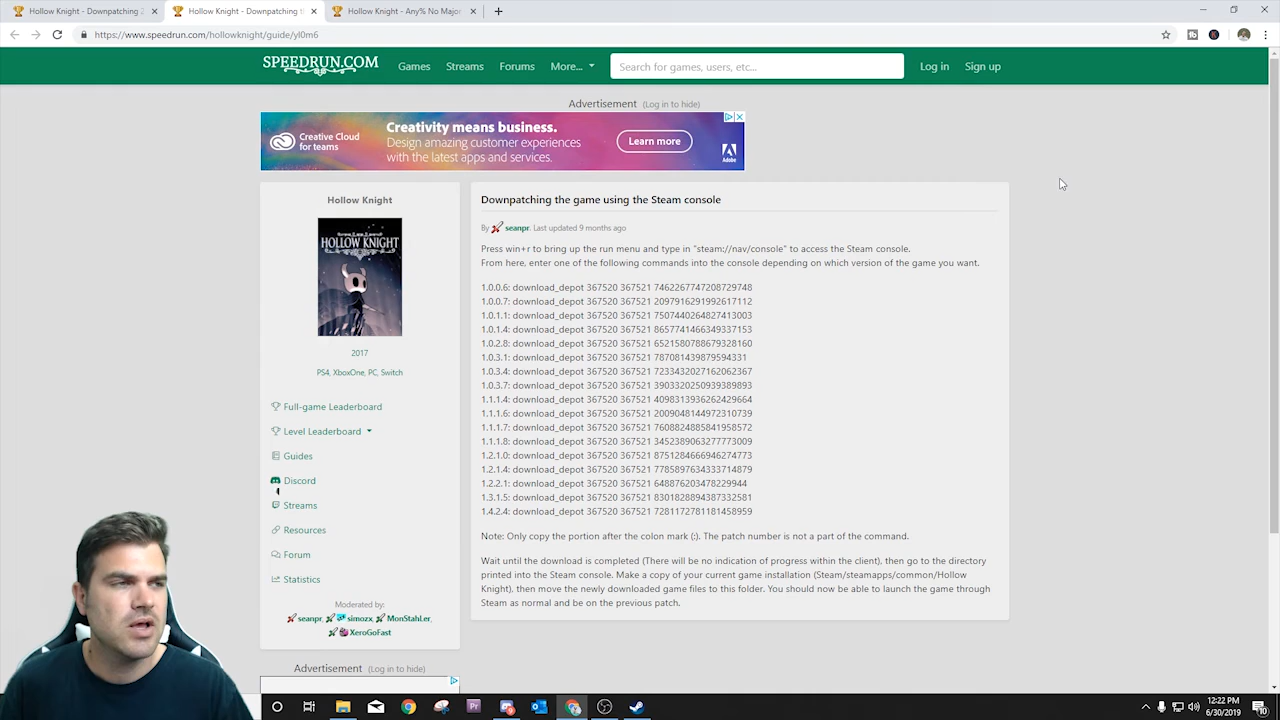 Hollow Knight - Downpatching
Hollow Knight - Downpatching t
Hollow Knight - Any% No Major
https://www.speedrun.com/hollowknight/guide/yl0m6
SPEEDRUN.COM
Games
Streams
Forums
More...
Search for games, users, etc...
Log in
Sign up
Advertisement (Log in to hide)
Creative Cloud
for teams
Creativity means business.
Design amazing customer experiences
with the latest apps and services.
Learn more
Adobe
Hollow Knight
HOLLOW KNIGHT
2017
PS4, XboxOne, PC, Switch
Full-game Leaderboard
Level Leaderboard
Guides
Discord
Streams
Resources
Forum
Statistics
Moderated by:
seanpr, simozx, MonStahLer,
XeroGoFast
Advertisement (Log in to hide)
Downpatching the game using the Steam console
By seanpr. Last updated 9 months ago
Press win+r to bring up the run menu and type in "steam://nav/console" to access the Steam console.
From here, enter one of the following commands into the console depending on which version of the game you want.
1.0.0.6: download_depot 367520 367521 7462267747208729748
1.0.0.7: download_depot 367520 367521 2097916291992617112
1.0.1.1: download_depot 367520 367521 7507440264827413003
1.0.1.4: download_depot 367520 367521 8657741466349337153
1.0.2.8: download_depot 367520 367521 6521580788679328160
1.0.3.1: download_depot 367520 367521 787081439879594331
1.0.3.4: download_depot 367520 367521 7233432027162062367
1.0.3.7: download_depot 367520 367521 3903320250939389893
1.1.1.4: download_depot 367520 367521 4098313936262429664
1.1.1.6: download_depot 367520 367521 2009048144972310739
1.1.1.7: download_depot 367520 367521 7608824885841958572
1.1.1.8: download_depot 367520 367521 3452389063277773009
1.2.1.0: download_depot 367520 367521 8751284666946274773
1.2.1.4: download_depot 367520 367521 7785897634333714879
1.2.2.1: download_depot 367520 367521 648876203478229944
1.3.1.5: download_depot 367520 367521 8301828894387332581
1.4.2.4: download_depot 367520 367521 7281172781181458959
Note: Only copy the portion after the colon mark (:). The patch number is not a part of the command.
Wait until the download is completed (There will be no indication of progress within the client), then go to the directory
printed into the Steam console. Make a copy of your current game installation (Steam/steamapps/common/Hollow
Knight), then move the newly downloaded game files to this folder. You should now be able to launch the game through
Steam as normal and be on the previous patch.
12:22 PM
6/30/2019